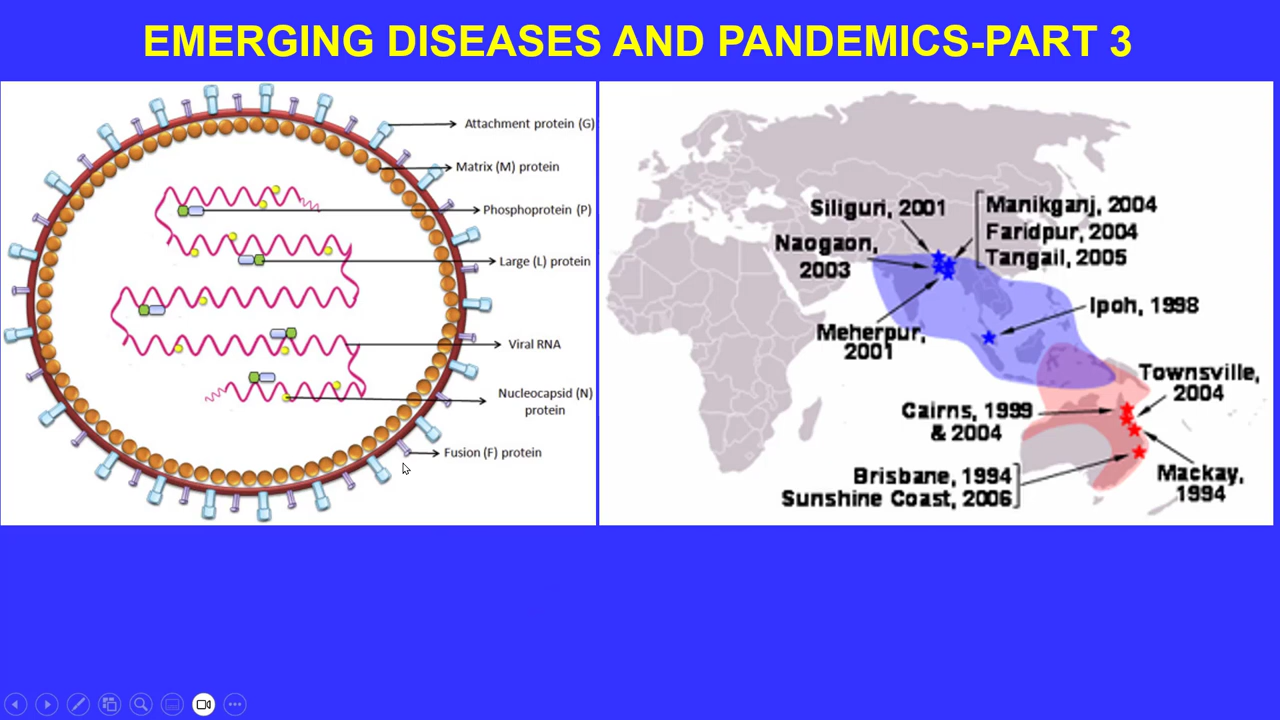 EMERGING DISEASES AND PANDEMICS-PART 3
Attachment protein (G)
Matrix (M) protein
Phosphoprotein (P)
Large (L) protein
Viral RNA
Nucleocapsid (N)
protein
Fusion (F) protein
Siliguri, 2001
Manikganj, 2004
Faridpur, 2004
Tangail, 2005
Naogaon,
2003
Meherpur,
2001
Ipoh, 1998
Townsville,
2004
Cairns, 1999
& 2004
Brisbane, 1994
Sunshine Coast, 2006
Mackay,
1994